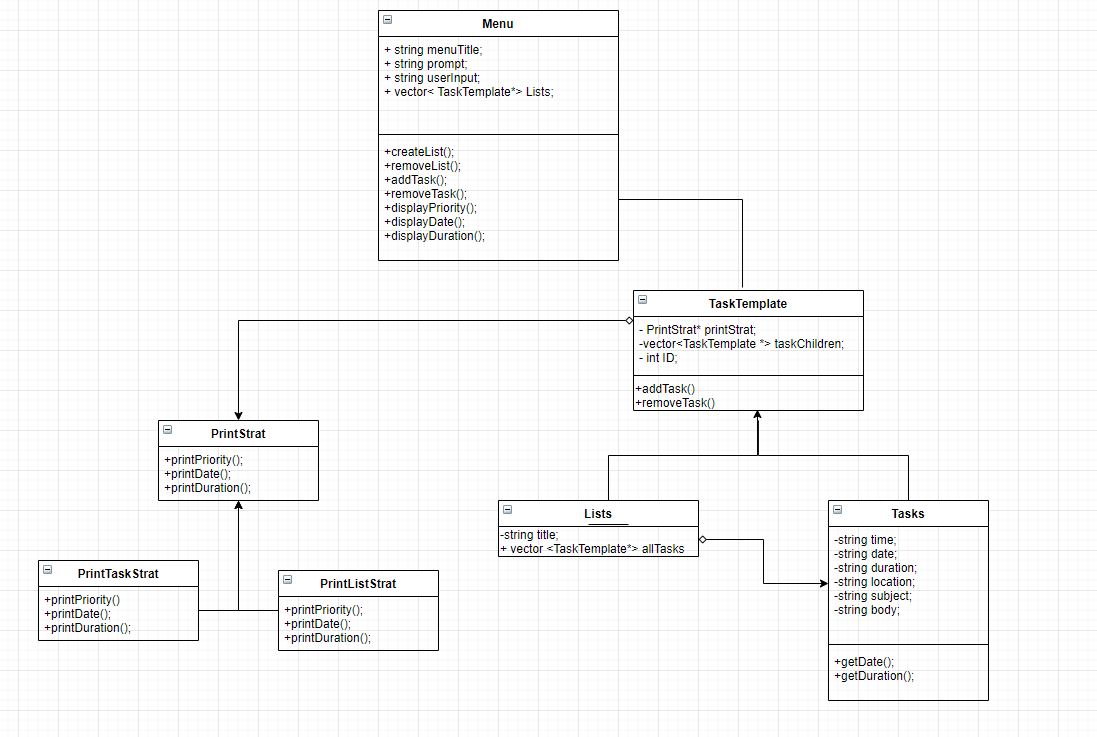 Menu
+ string menuTitle;
+ string prompt;
+ string userInput;
+ vector< TaskTemplate*> Lists;
+createList();
+removeList();
+addTask();
+removeTask();
+displayPriority();
+displayDate();
+displayDuration();
TaskTemplate
- PrintStrat* printStrat;
-vector<TaskTemplate *> taskChildren;
- int ID;
+addTask()
+removeTask()
PrintStrat
+printPriority();
+printDate();
+printDuration();
Lists
-string title;
+ vector <TaskTemplate*> allTasks
Tasks
-string time;
-string date;
-string duration;
-string location;
-string subject;
-string body;
+getDate();
+getDuration();
PrintTaskStrat
+printPriority()
+printDate();
+printDuration();
PrintListStrat
+printPriority();
+printDate();
+printDuration();